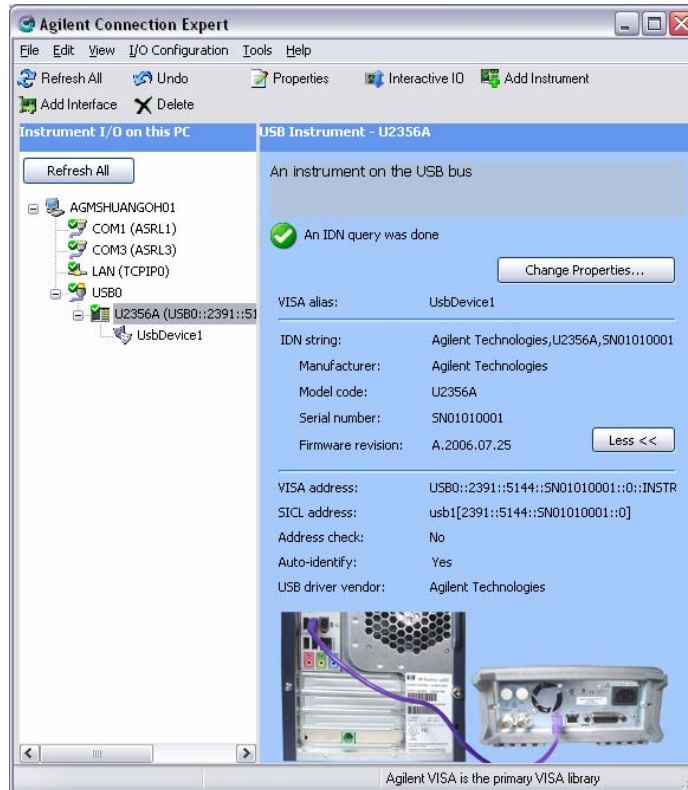 Agilent Connection Expert
File Edit View I/O Configuration Tools Help
Refresh All Undo Properties Interactive IO Add Instrument
Add Interface Delete
Instrument I/O on this PC
USB Instrument - U2356A
Refresh All
An instrument on the USB bus
AGMSHUANGOH01
COM1 (ASRL1)
An IDN query was done
COM3 (ASRL3)
LAN (TCPIP0)
Change Properties...
USB0
VISA alias: UsbDevice1
U2356A (USB0::2391::51
UsbDevice1
IDN string: Agilent Technologies,U2356A,SN01010001
Manufacturer: Agilent Technologies
Model code: U2356A
Serial number: SN01010001
Firmware revision: A.2006.07.25
Less <<
VISA address: USB0::2391::5144::SN01010001::0::INSTR
SICL address: usb1[2391::5144::SN01010001::0]
Address check: No
Auto-identify: Yes
USB driver vendor: Agilent Technologies
Agilent VISA is the primary VISA library